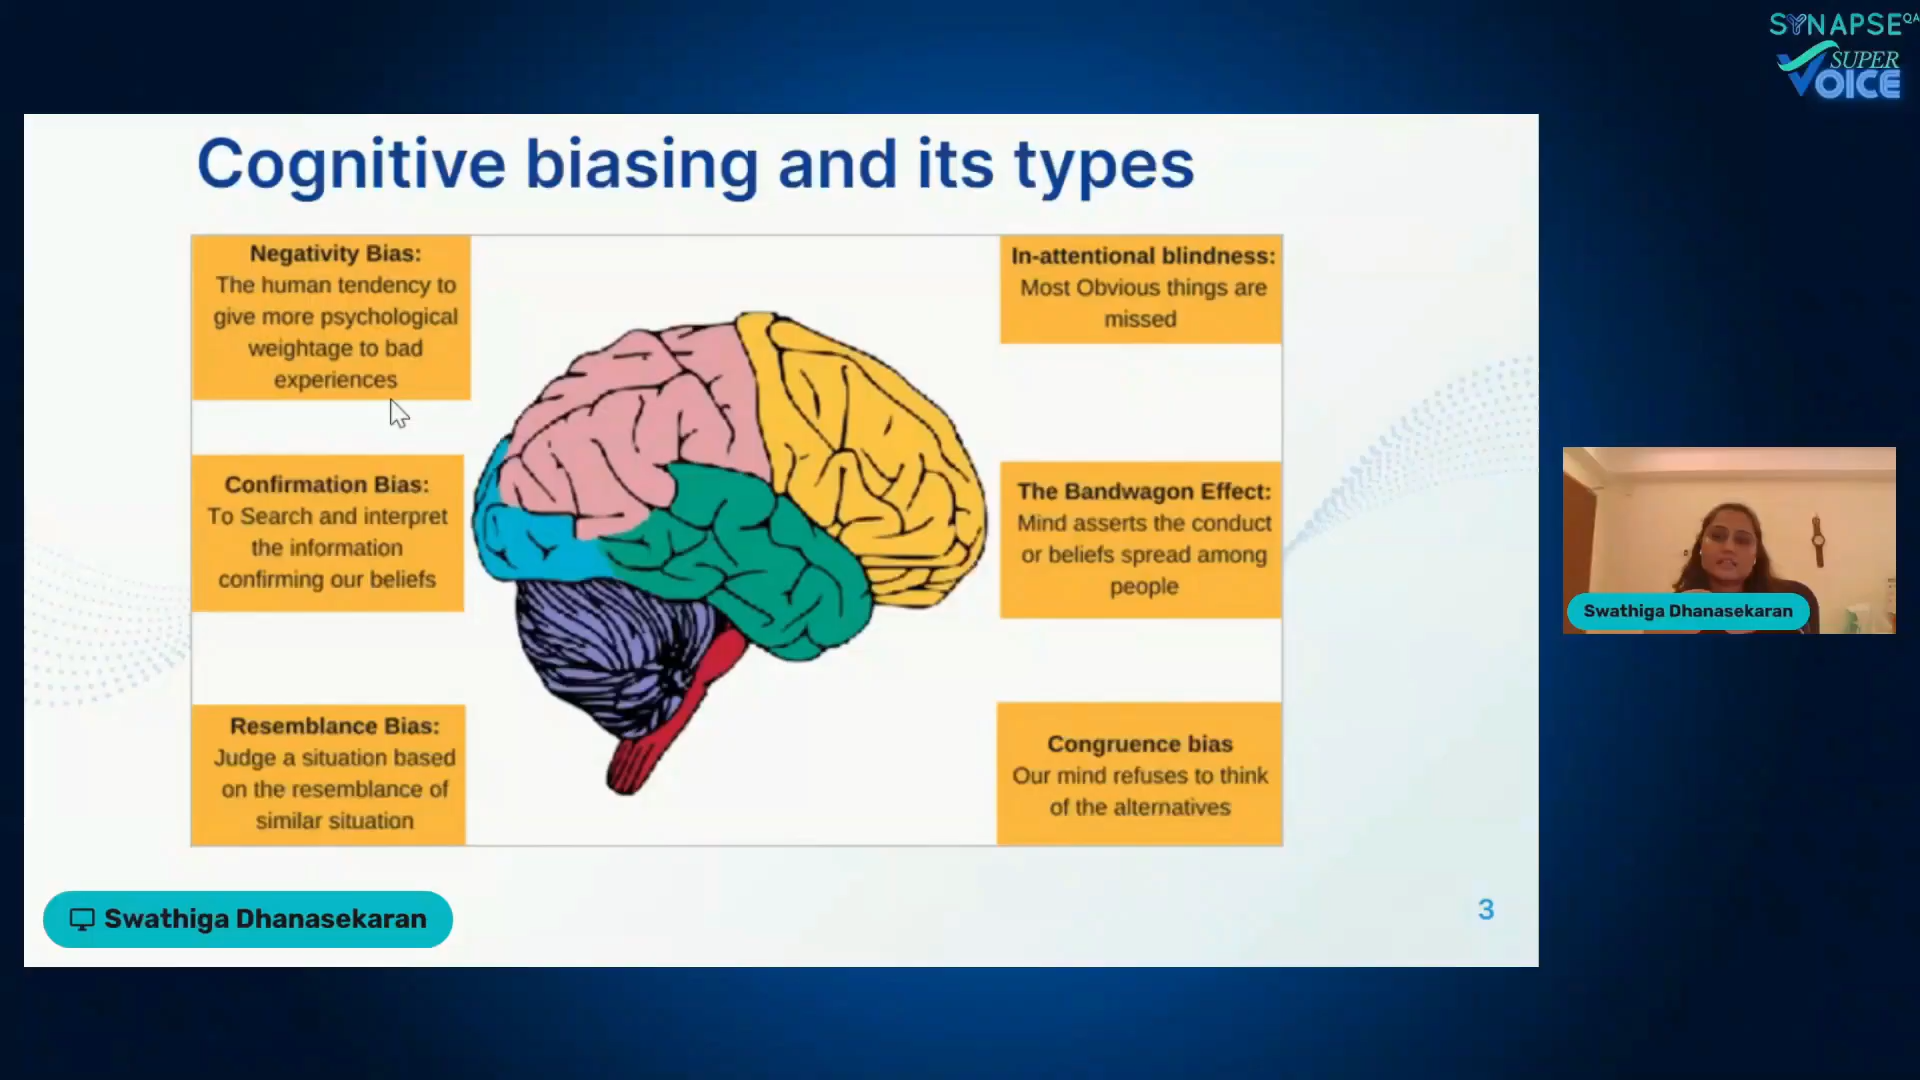 SYNAPSE QA
SUPER
VOICE
Cognitive biasing and its types
Negativity Bias:
The human tendency to
give more psychological
weightage to bad
experiences
In-attentional blindness:
Most Obvious things are
missed
Confirmation Bias:
To Search and interpret
the information
confirming our beliefs
The Bandwagon Effect:
Mind asserts the conduct
or beliefs spread among
people
Resemblance Bias:
Judge a situation based
on the resemblance of
similar situation
Congruence bias
Our mind refuses to think
of the alternatives
Swathiga Dhanasekaran
3
Swathiga Dhanasekaran